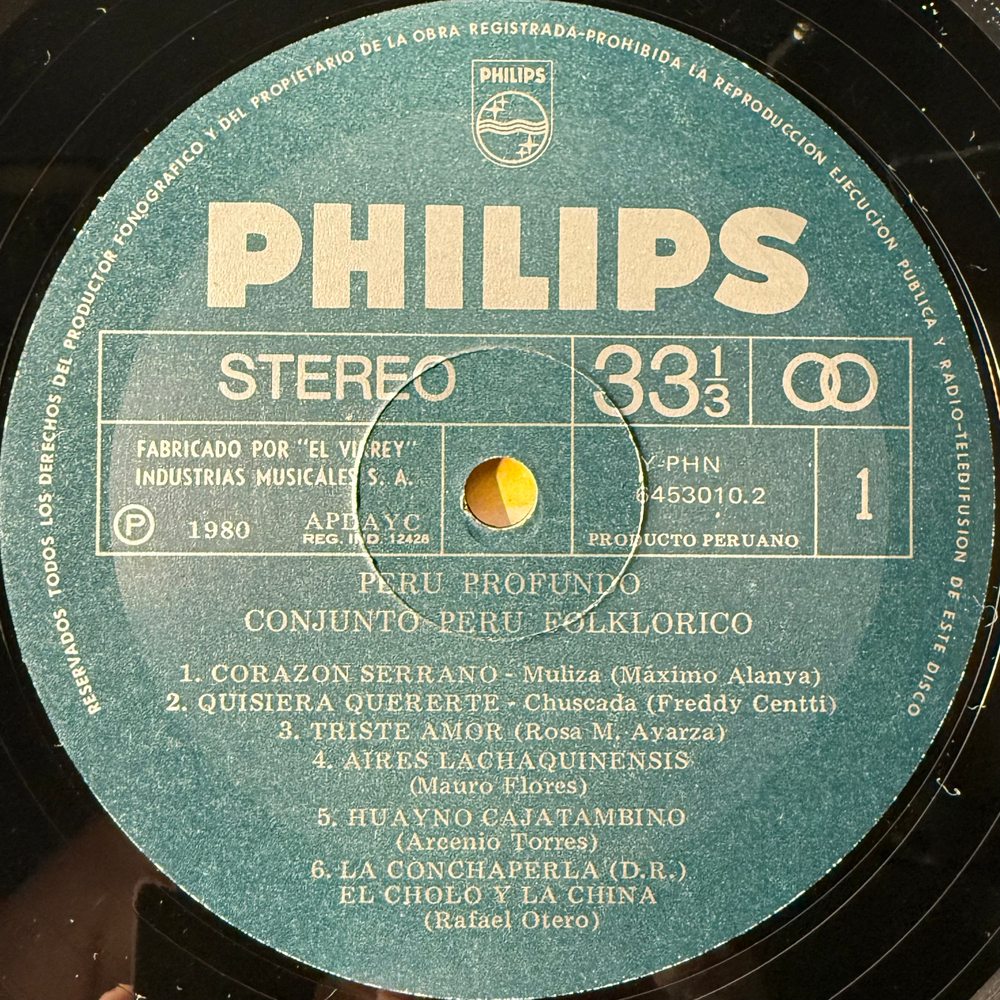 RESERVADOS TODOS LOS DERECHOS DEL PRODUCTOR FONOGRAFICO Y DEL PROPIETARIO DE LA OBRA REGISTRADA-PROHIBIDA LA REPRODUCCION EJECUCION PUBLICA Y RADIO-TELEDIFUSION DE ESTE DISCO
PHILIPS
PHILIPS
STEREO 33 1/3
FABRICADO POR "EL VIRREY"
INDUSTRIAS MUSICALES S. A.
Ⓟ 1980 APDAYC
REG. IND. 12428
Y-PHN
6453010.2
PRODUCTO PERUANO
1
PERU PROFUNDO
CONJUNTO PERU FOLKLORICO
1. CORAZON SERRANO - Muliza (Máximo Alanya)
2. QUISIERA QUERERTE - Chuscada (Freddy Centti)
3. TRISTE AMOR (Rosa M. Ayarza)
4. AIRES LACHAQUINENSIS
(Mauro Flores)
5. HUAYNO CAJATAMBINO
(Arcenio Torres)
6. LA CONCHAPERLA (D.R.)
EL CHOLO Y LA CHINA
(Rafael Otero)